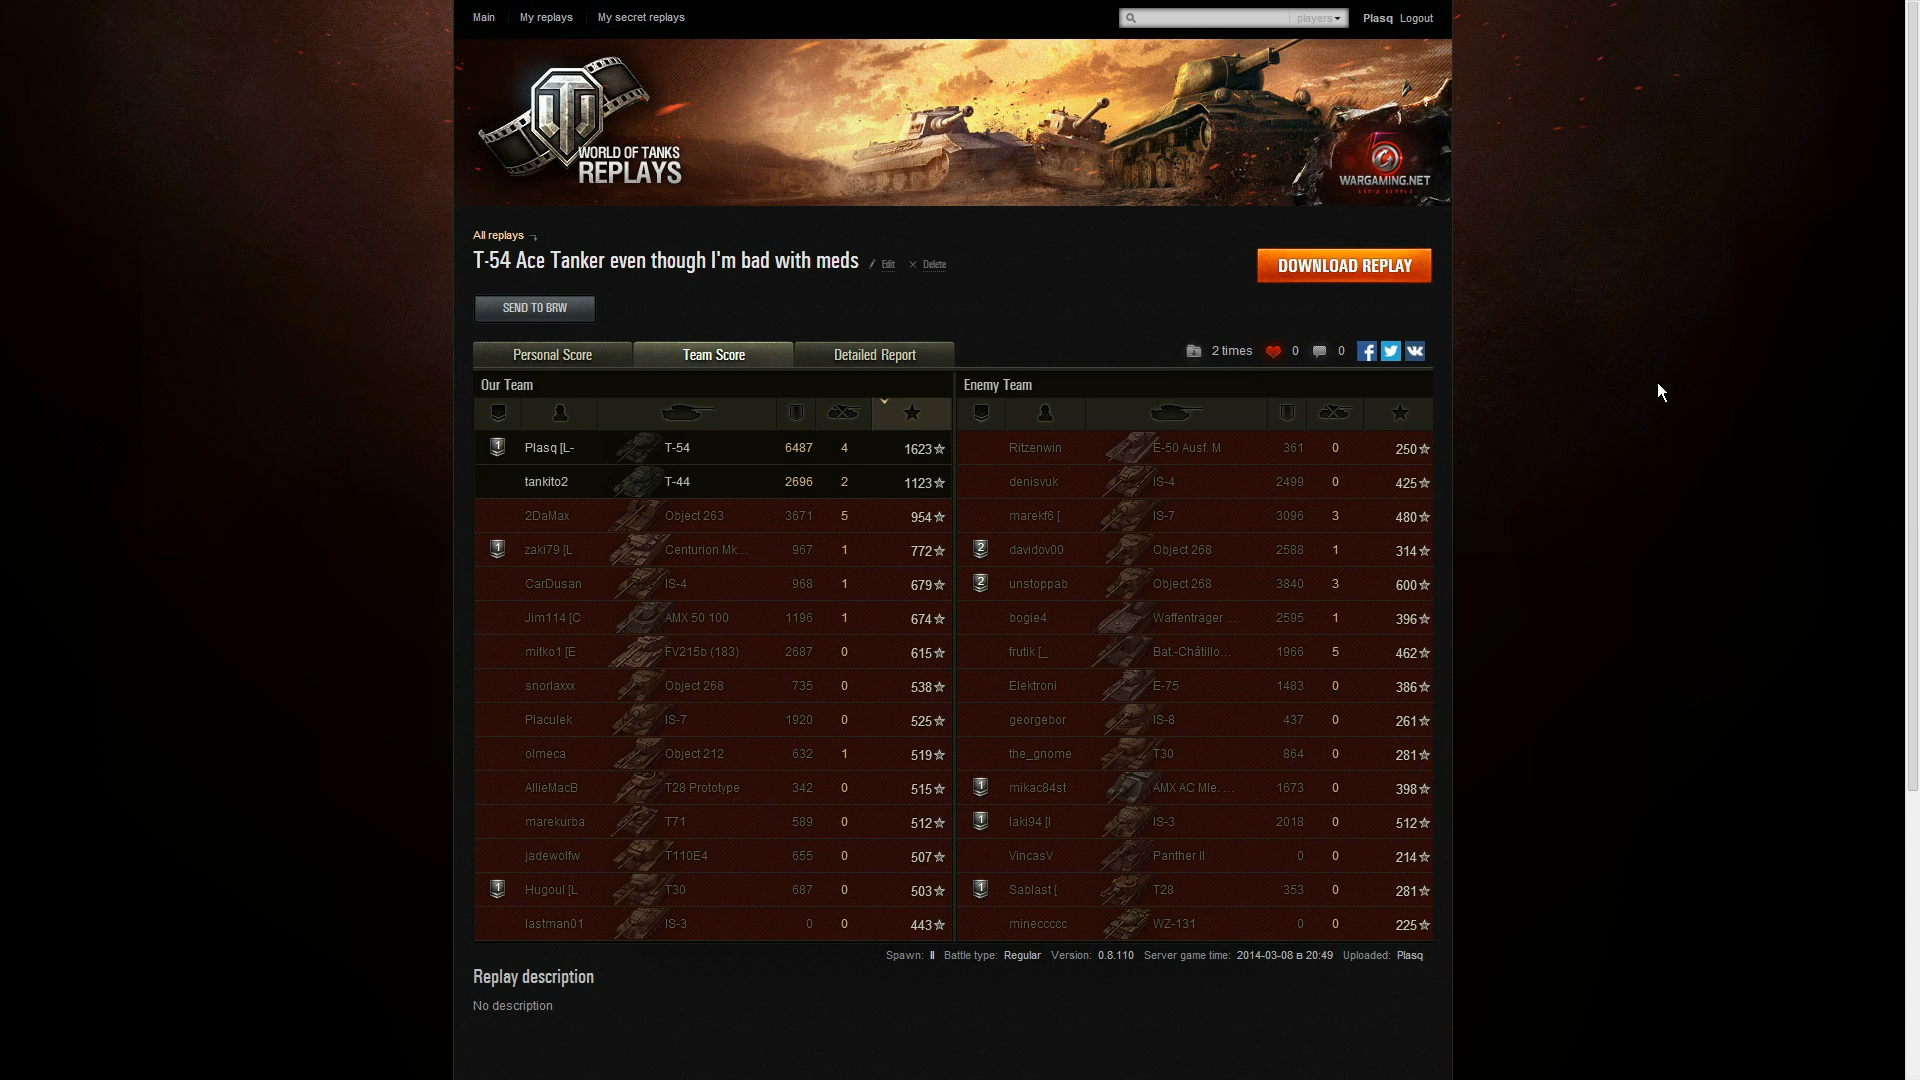 Main My replays My secret replays players Plasq Logout
WORLD OF TANKS
REPLAYS
WARGAMING.NET
LET'S BATTLE
All replays
T-54 Ace Tanker even though I'm bad with meds Edit Delete
DOWNLOAD REPLAY
SEND TO BRW
Personal Score Team Score Detailed Report 2 times 0 0
Our Team Enemy Team
1 Plasq [L- T-54 6487 4 1623 Ritzenwin E-50 Ausf. M 361 0 250
tankito2 T-44 2696 2 1123 denisvuk IS-4 2499 0 425
2DaMax Object 263 3671 5 954 marekf6 [ IS-7 3096 3 480
1 zaki79 [L Centurion Mk... 967 1 772 2 davidov00 Object 268 2588 1 314
CarDusan IS-4 968 1 679 2 unstoppab Object 268 3840 3 600
Jim114 [C AMX 50 100 1196 1 674 bogie4 Waffenträger ... 2595 1 396
mitko1 [E FV215b (183) 2687 0 615 frutik [_ Bat.-Châtillo... 1966 5 462
snorlaxxx Object 268 735 0 538 Elektroni E-75 1483 0 386
Placulek IS-7 1920 0 525 georgebor IS-8 437 0 261
olmeca Object 212 632 1 519 the_gnome T30 864 0 281
AllieMacB T28 Prototype 342 0 515 1 mikac84st AMX AC Mle. ... 1673 0 398
marekurba T71 589 0 512 1 laki94 [I IS-3 2018 0 512
jadewolfw T110E4 655 0 507 VincasV Panther II 0 0 214
1 Hugoul [L T30 687 0 503 1 Sablast [ T28 353 0 281
lastman01 IS-3 0 0 443 mineccccc WZ-131 0 0 225
Spawn: II Battle type: Regular Version: 0.8.110 Server game time: 2014-03-08 в 20:49 Uploaded: Plasq
Replay description
No description